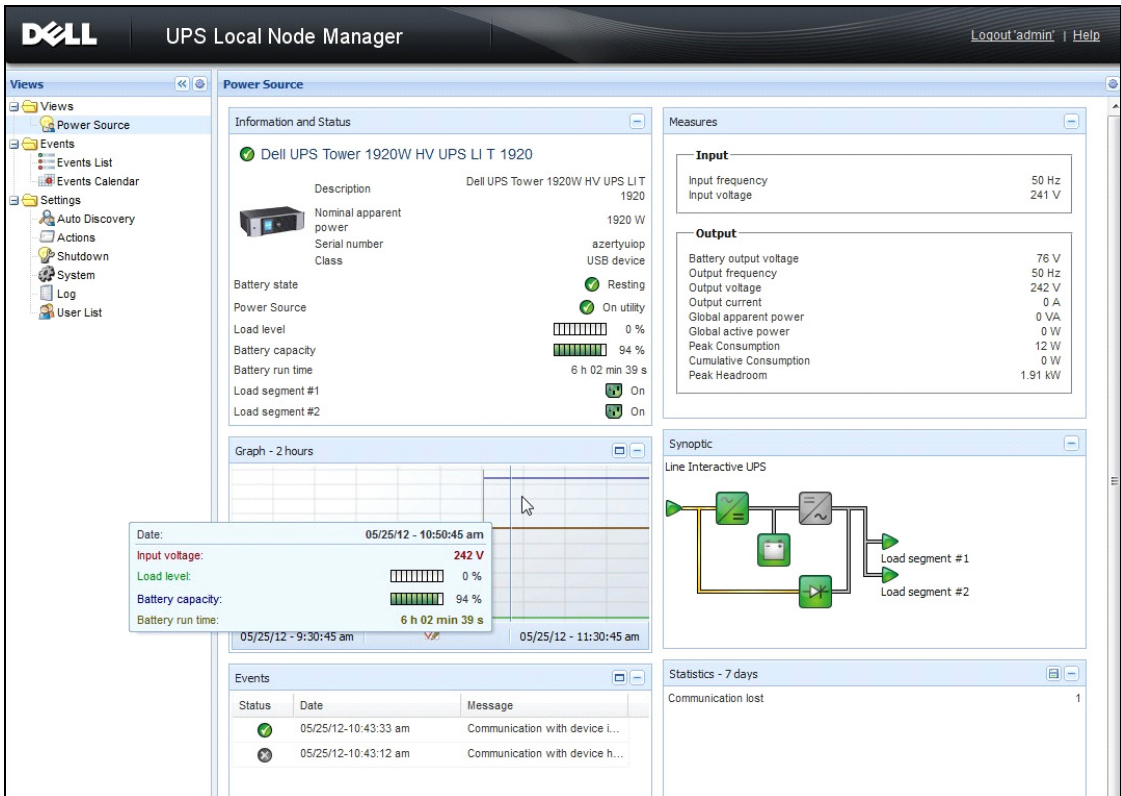 DELL
UPS Local Node Manager
Logout 'admin' | Help
Views
Views
Power Source
Events
Events List
Events Calendar
Settings
Auto Discovery
Actions
Shutdown
System
Log
User List
Power Source
Information and Status
Dell UPS Tower 1920W HV UPS LI T 1920
Description Dell UPS Tower 1920W HV UPS LI T
1920
Nominal apparent
power 1920 W
Serial number azertyuiop
Class USB device
Battery state Resting
Power Source On utility
Load level 0 %
Battery capacity 94 %
Battery run time 6 h 02 min 39 s
Load segment #1 On
Load segment #2 On
Graph - 2 hours
Date: 05/25/12 - 10:50:45 am
Input voltage: 242 V
Load level: 0 %
Battery capacity: 94 %
Battery run time: 6 h 02 min 39 s
05/25/12 - 9:30:45 am 05/25/12 - 11:30:45 am
Events
Status Date Message
05/25/12-10:43:33 am Communication with device i...
05/25/12-10:43:12 am Communication with device h...
Measures
Input
Input frequency 50 Hz
Input voltage 241 V
Output
Battery output voltage 76 V
Output frequency 50 Hz
Output voltage 242 V
Output current 0 A
Global apparent power 0 VA
Global active power 0 W
Peak Consumption 12 W
Cumulative Consumption 0 W
Peak Headroom 1.91 kW
Synoptic
Line Interactive UPS
Load segment #1
Load segment #2
Statistics - 7 days
Communication lost 1